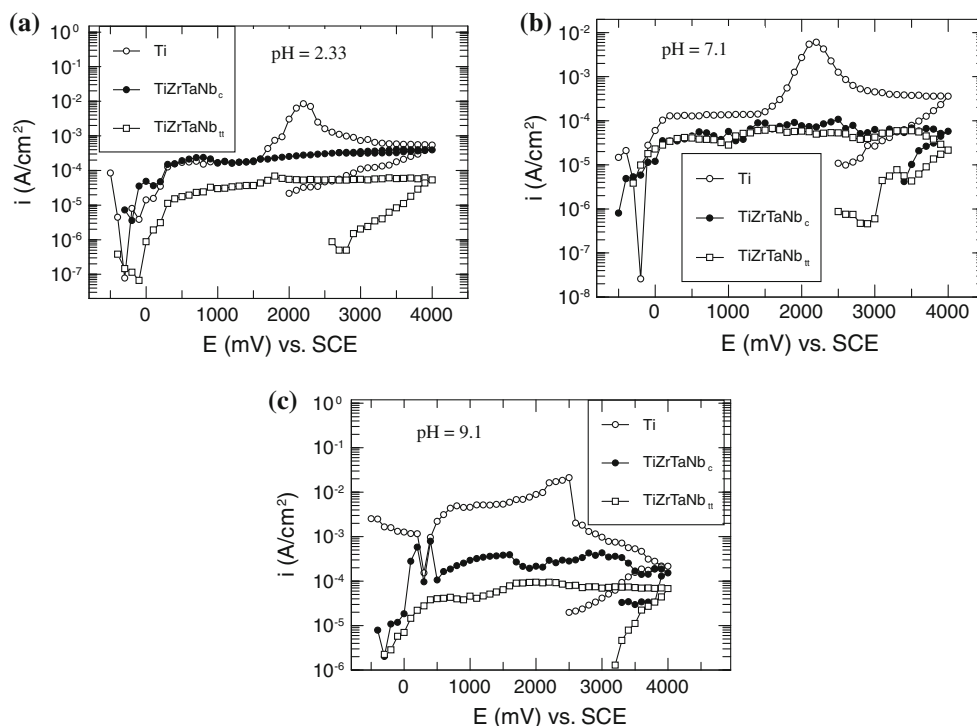 (a)
10⁰
10⁻¹
10⁻²
10⁻³
10⁻⁴
10⁻⁵
10⁻⁶
10⁻⁷
i (A/cm²)
Ti
TiZrTaNb_c
TiZrTaNb_tt
pH = 2.33
0 1000 2000 3000 4000
E (mV) vs. SCE
(b)
10⁻²
10⁻³
10⁻⁴
10⁻⁵
10⁻⁶
10⁻⁷
10⁻⁸
i (A/cm²)
pH = 7.1
Ti
TiZrTaNb_c
TiZrTaNb_tt
0 1000 2000 3000 4000
E (mV) vs. SCE
(c)
10⁰
10⁻¹
10⁻²
10⁻³
10⁻⁴
10⁻⁵
10⁻⁶
i (A/cm²)
pH = 9.1
Ti
TiZrTaNb_c
TiZrTaNb_tt
0 1000 2000 3000 4000
E (mV) vs. SCE